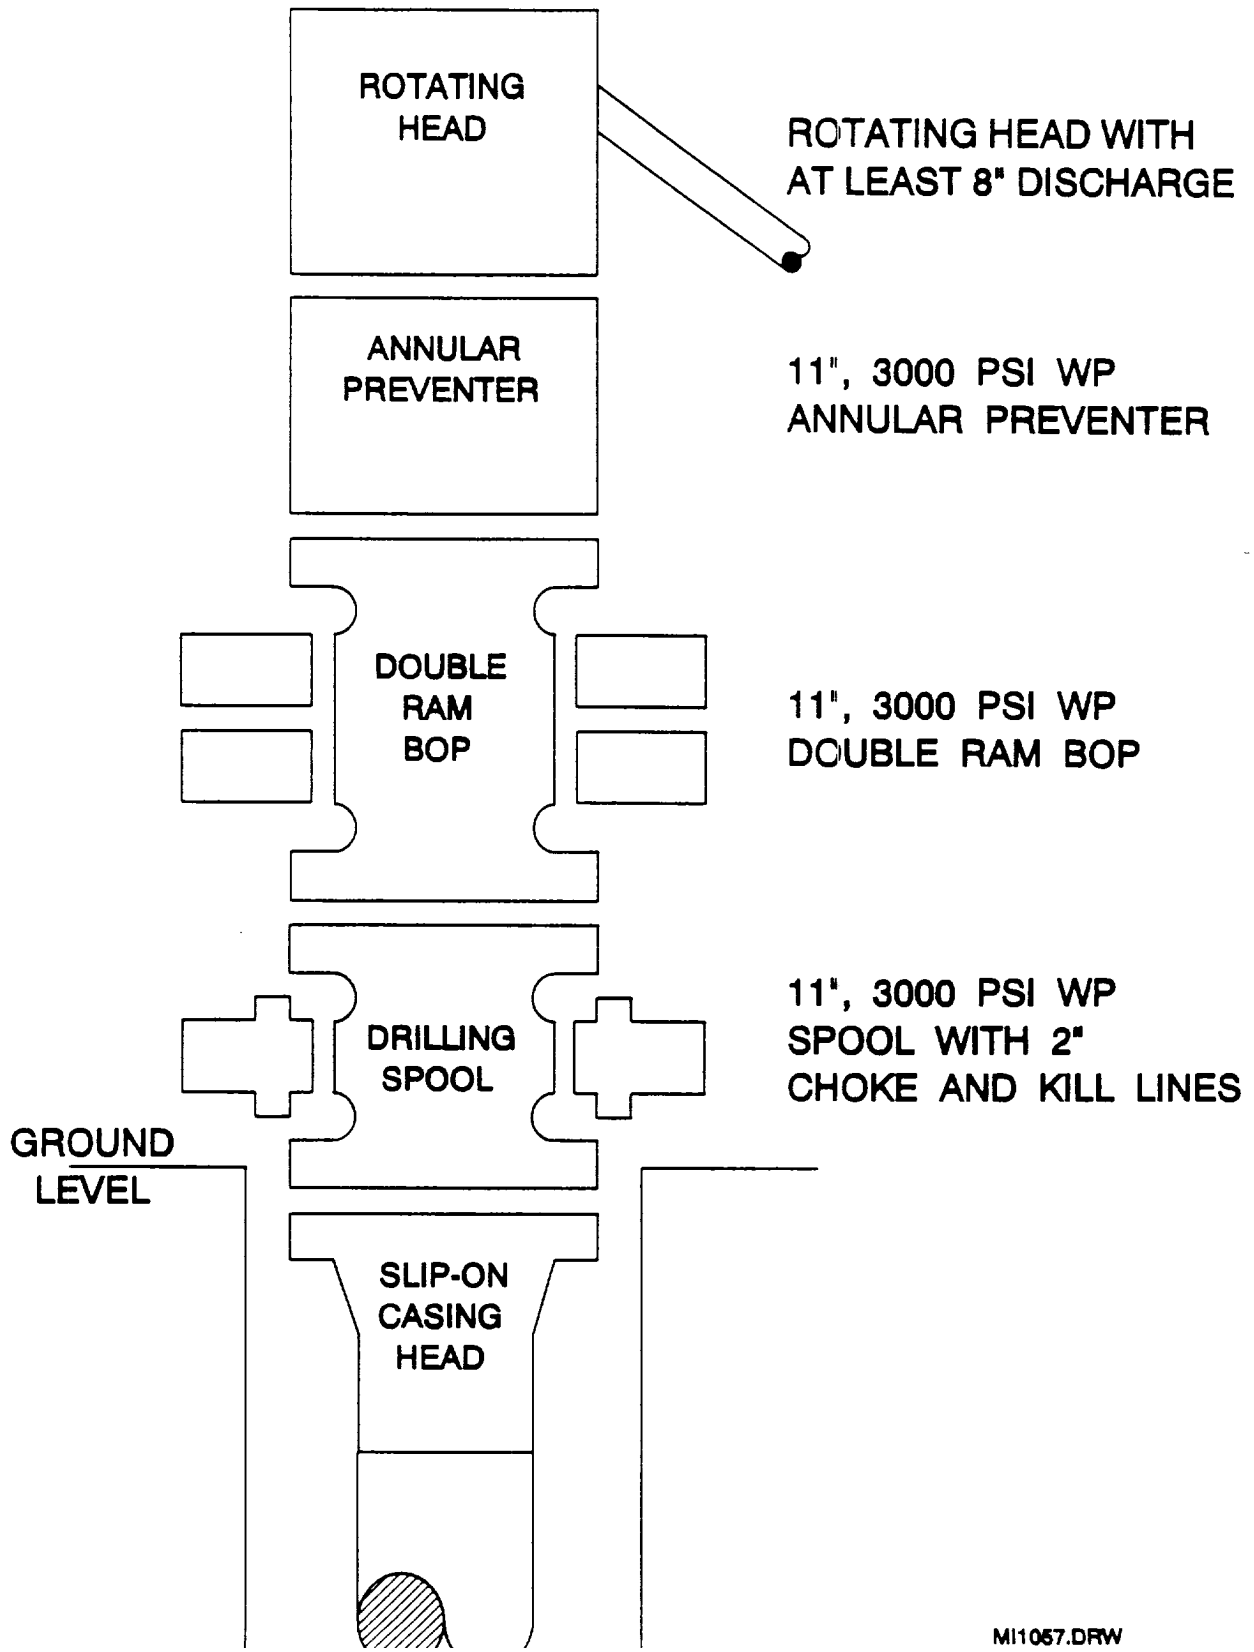 ROTATING
HEAD
ROTATING HEAD WITH
AT LEAST 8" DISCHARGE
ANNULAR
PREVENTER
11", 3000 PSI WP
ANNULAR PREVENTER
DOUBLE
RAM
BOP
11", 3000 PSI WP
DOUBLE RAM BOP
DRILLING
SPOOL
11", 3000 PSI WP
SPOOL WITH 2"
CHOKE AND KILL LINES
GROUND
LEVEL
SLIP-ON
CASING
HEAD
MI1057.DRW